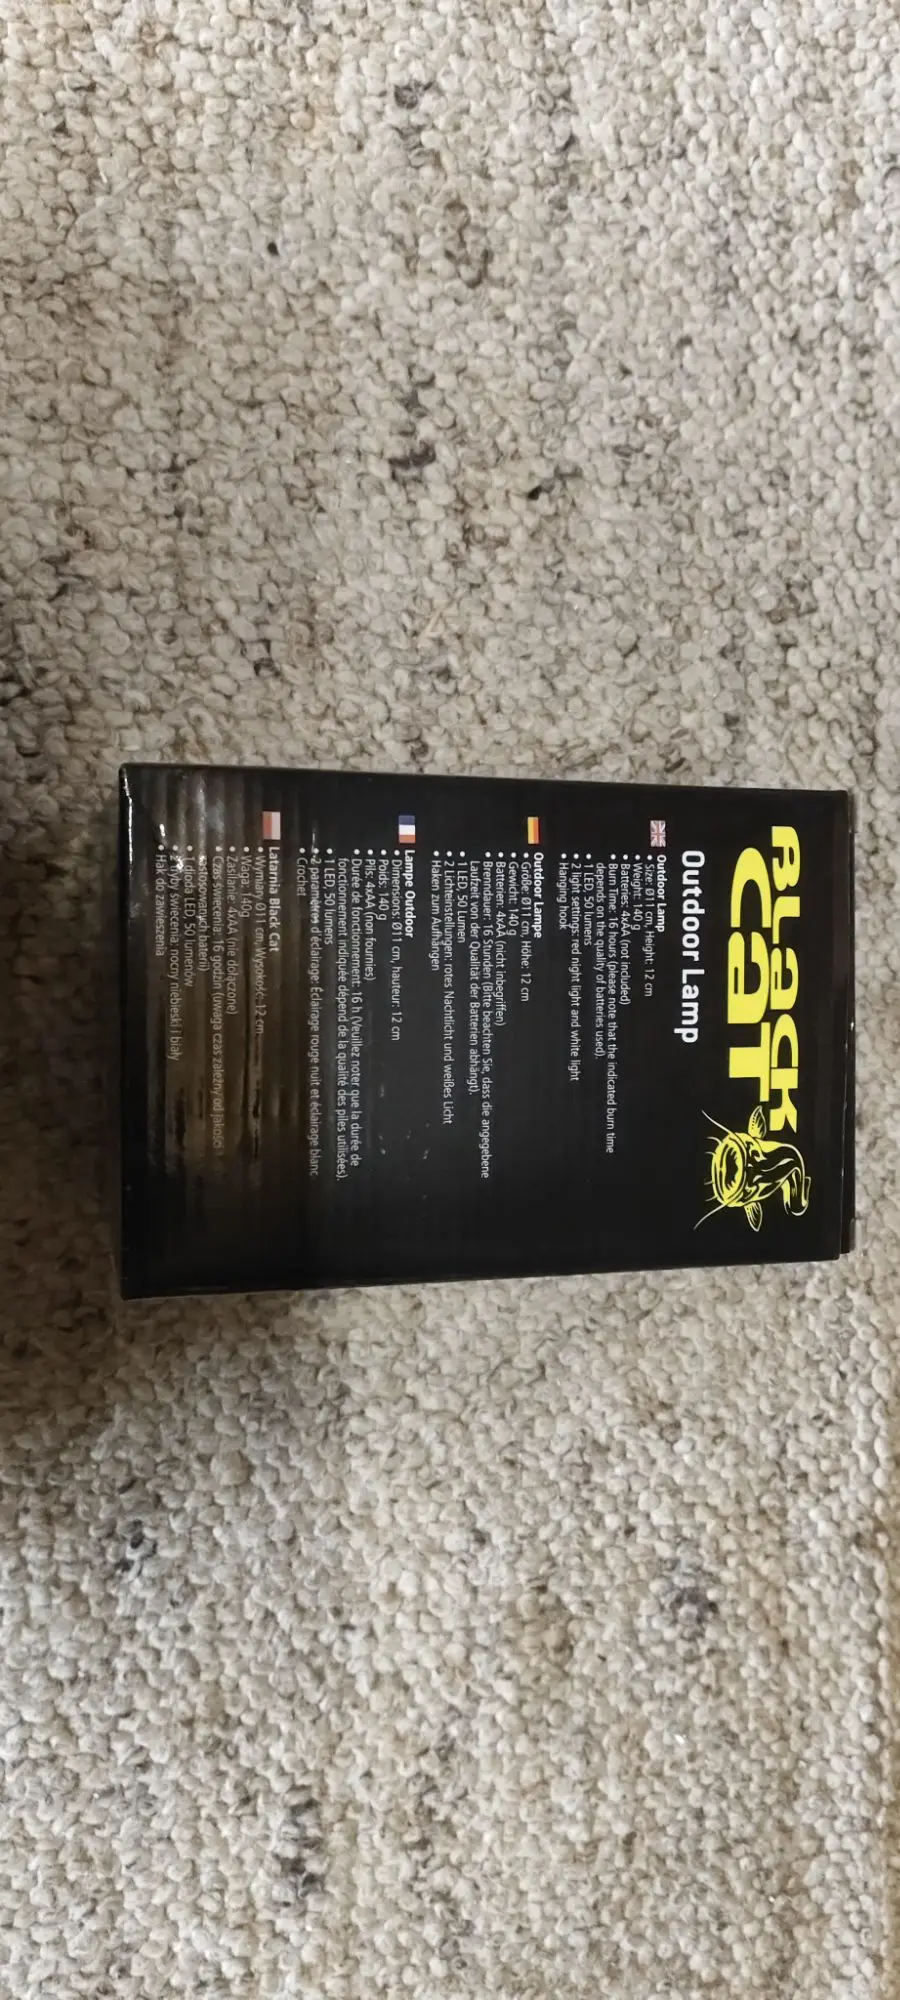 BLACK
CAT
Outdoor Lamp
Outdoor Lamp
• Size: Ø11 cm, Height: 12 cm
• Weight: 140 g
• Batteries: 4xAA (not included)
• Burn Time: 16 hours (please note that the indicated burn time
depends on the quality of batteries used).
• 1 LED, 50 lumens
• 2 light settings: red night light and white light
• Hanging hook
Outdoor Lampe
• Größe: Ø11 cm, Höhe: 12 cm
• Gewicht: 140 g
• Batterien: 4xAA (nicht inbegriffen)
• Brenndauer: 16 Stunden (Bitte beachten Sie, dass die angegebene
Laufzeit von der Qualität der Batterien abhängt).
• 1 LED, 50 Lumen
• 2 Lichteinstellungen: rotes Nachtlicht und weißes Licht
• Haken zum Aufhängen
Lampe Outdoor
• Dimensions: Ø11 cm, hauteur: 12 cm
• Poids: 140 g
• Piles: 4xAA (non fournies)
• Durée de fonctionnement: 16 h (Veuillez noter que la durée de
fonctionnement indiquée dépend de la qualité des piles utilisées).
• 1 LED, 50 lumens
• 2 paramètres d'éclairage: Éclairage rouge nuit et éclairage blanc
• Crochet
Latarnia Black Cat
• Wymiary Ø11 cm, Wysokość: 12 cm
• Waga: 140g
• Zasilane: 4xAA (nie dołączone)
• Czas świecenia: 16 godzin (uwaga czas zależny od jakości
stosowanych baterii)
• 1 dioda LED, 50 lumenów
• 2 tryby świecenia: nocny niebieski i biały
• Hak do zawieszenia